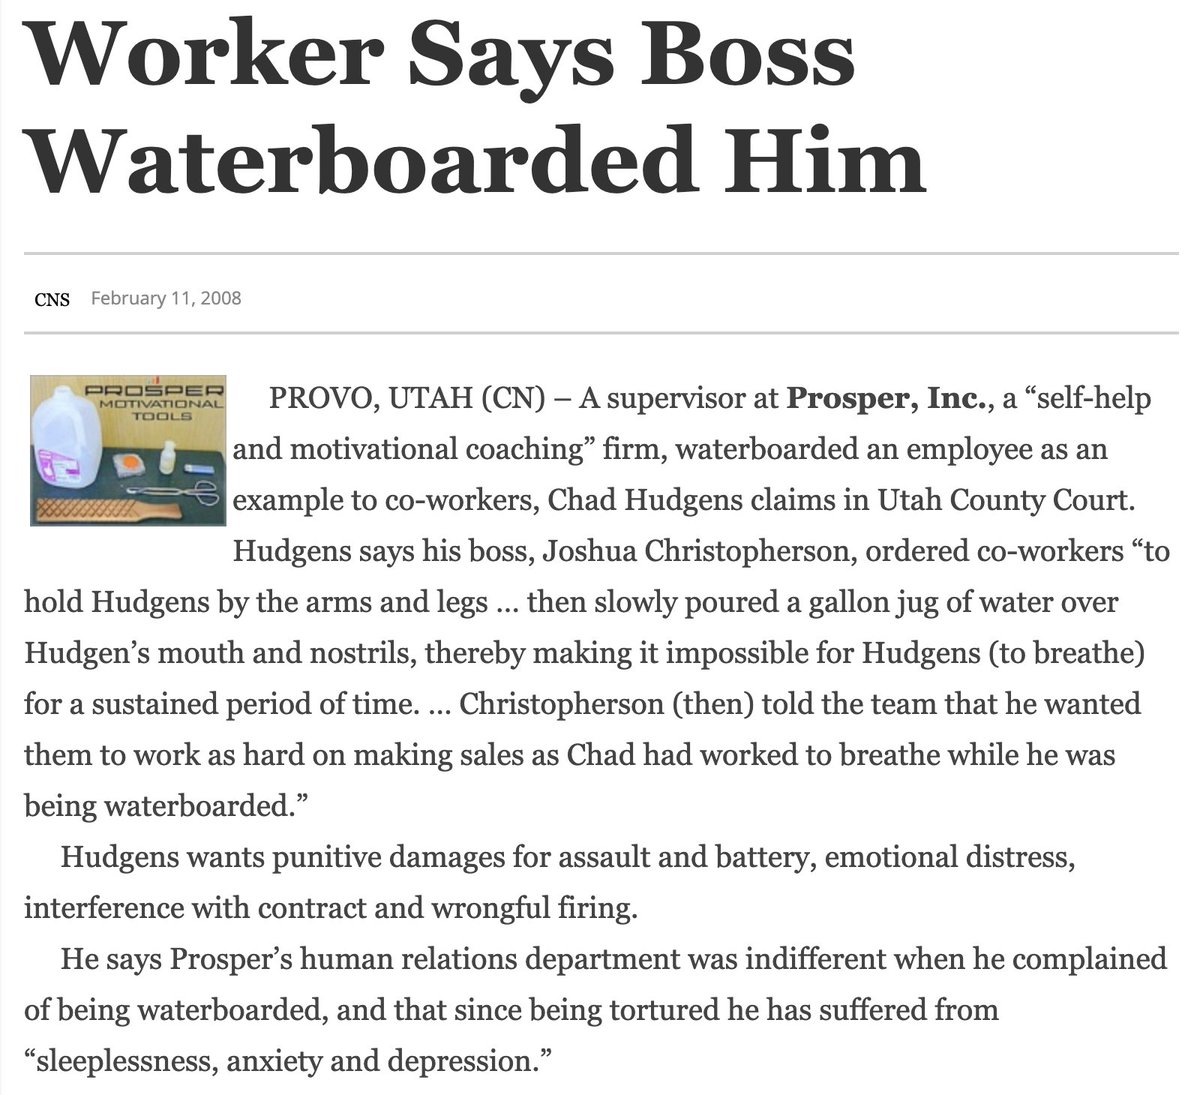 Worker Says Boss
Waterboarded Him
CNS February 11, 2008
PROSPER
MOTIVATIONAL
TOOLS
PROVO, UTAH (CN) – A supervisor at Prosper, Inc., a “self-help
and motivational coaching” firm, waterboarded an employee as an
example to co-workers, Chad Hudgens claims in Utah County Court.
Hudgens says his boss, Joshua Christopherson, ordered co-workers “to
hold Hudgens by the arms and legs ... then slowly poured a gallon jug of water over
Hudgen’s mouth and nostrils, thereby making it impossible for Hudgens (to breathe)
for a sustained period of time. ... Christopherson (then) told the team that he wanted
them to work as hard on making sales as Chad had worked to breathe while he was
being waterboarded.”
Hudgens wants punitive damages for assault and battery, emotional distress,
interference with contract and wrongful firing.
He says Prosper’s human relations department was indifferent when he complained
of being waterboarded, and that since being tortured he has suffered from
“sleeplessness, anxiety and depression.”